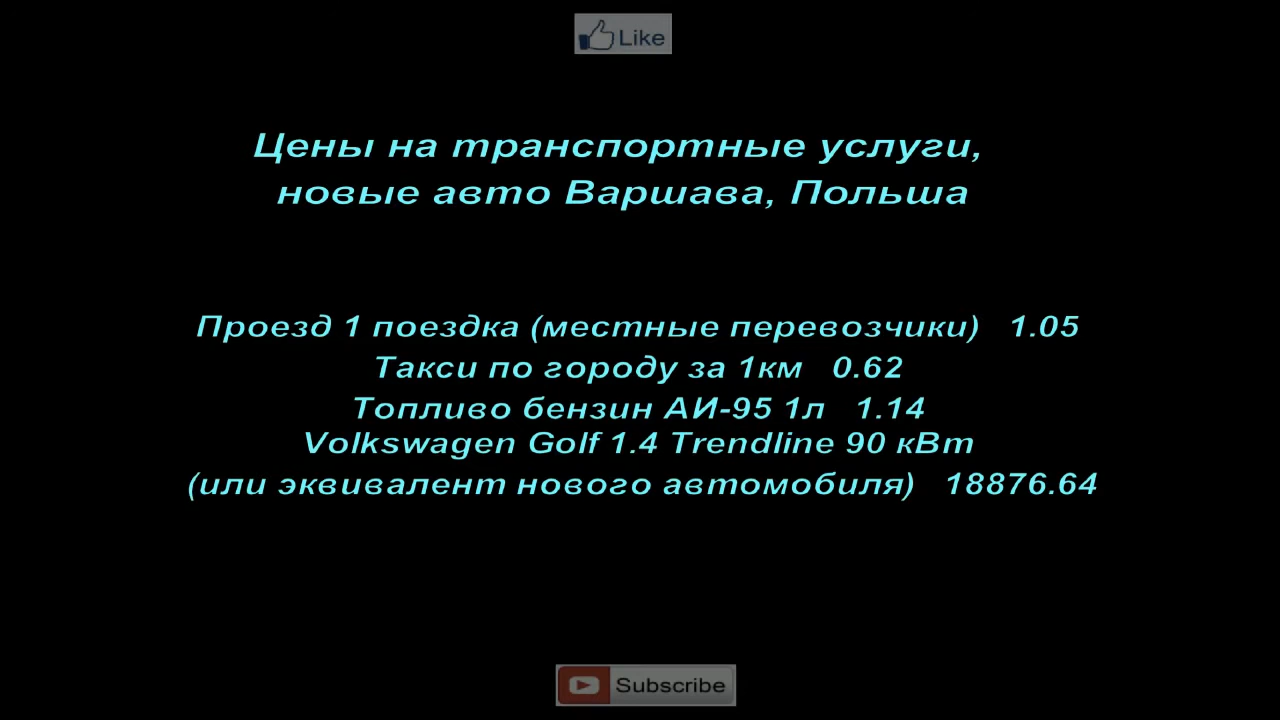 Like
Цены на транспортные услуги,
новые авто Варшава, Польша
Проезд 1 поездка (местные перевозчики) 1.05
Такси по городу за 1км 0.62
Топливо бензин АИ-95 1л 1.14
Volkswagen Golf 1.4 Trendline 90 кВт
(или эквивалент нового автомобиля) 18876.64
Subscribe